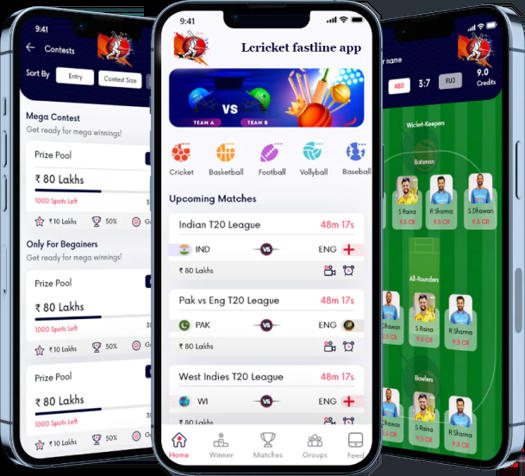 9:41
Contests
Sort By
Entry
Contest Size
Mega Contest
Get ready for mega winnings!
Prize Pool
₹ 80 Lakhs
1000 Spots Left
₹ 10 Lakhs
50%
Only For Begainers
Get ready for mega winnings!
Prize Pool
₹ 80 Lakhs
1000 Spots Left
₹ 10 Lakhs
50%
Prize Pool
₹ 80 Lakhs
1000 Spots Left
₹ 10 Lakhs
50%
9:41
Lcricket fastline app
VS
TEAM A
TEAM B
Cricket
Basketball
Football
Vollyball
Baseball
Upcoming Matches
Indian T20 League
48m 17s
IND
VS
ENG
₹ 80 Lakhs
Pak vs Eng T20 League
48m 17s
PAK
VS
ENG
₹ 80 Lakhs
West Indies T20 League
48m 17s
WI
VS
ENG
₹ 80 Lakhs
Home
Winner
Matches
Groups
Feed
name
ABD
3:7
FUJ
9.0
Credits
Wicket-Keepers
Batsman
S Raina
9.5 CR
R Sharma
9.5 CR
S Dhawan
9.5 CR
All-Rounders
Dhawan
9.5 CR
S Raina
9.5 CR
R Sharma
9.5 CR
Bowlers
S Raina
9.5 CR
R Sharma
9.5 CR